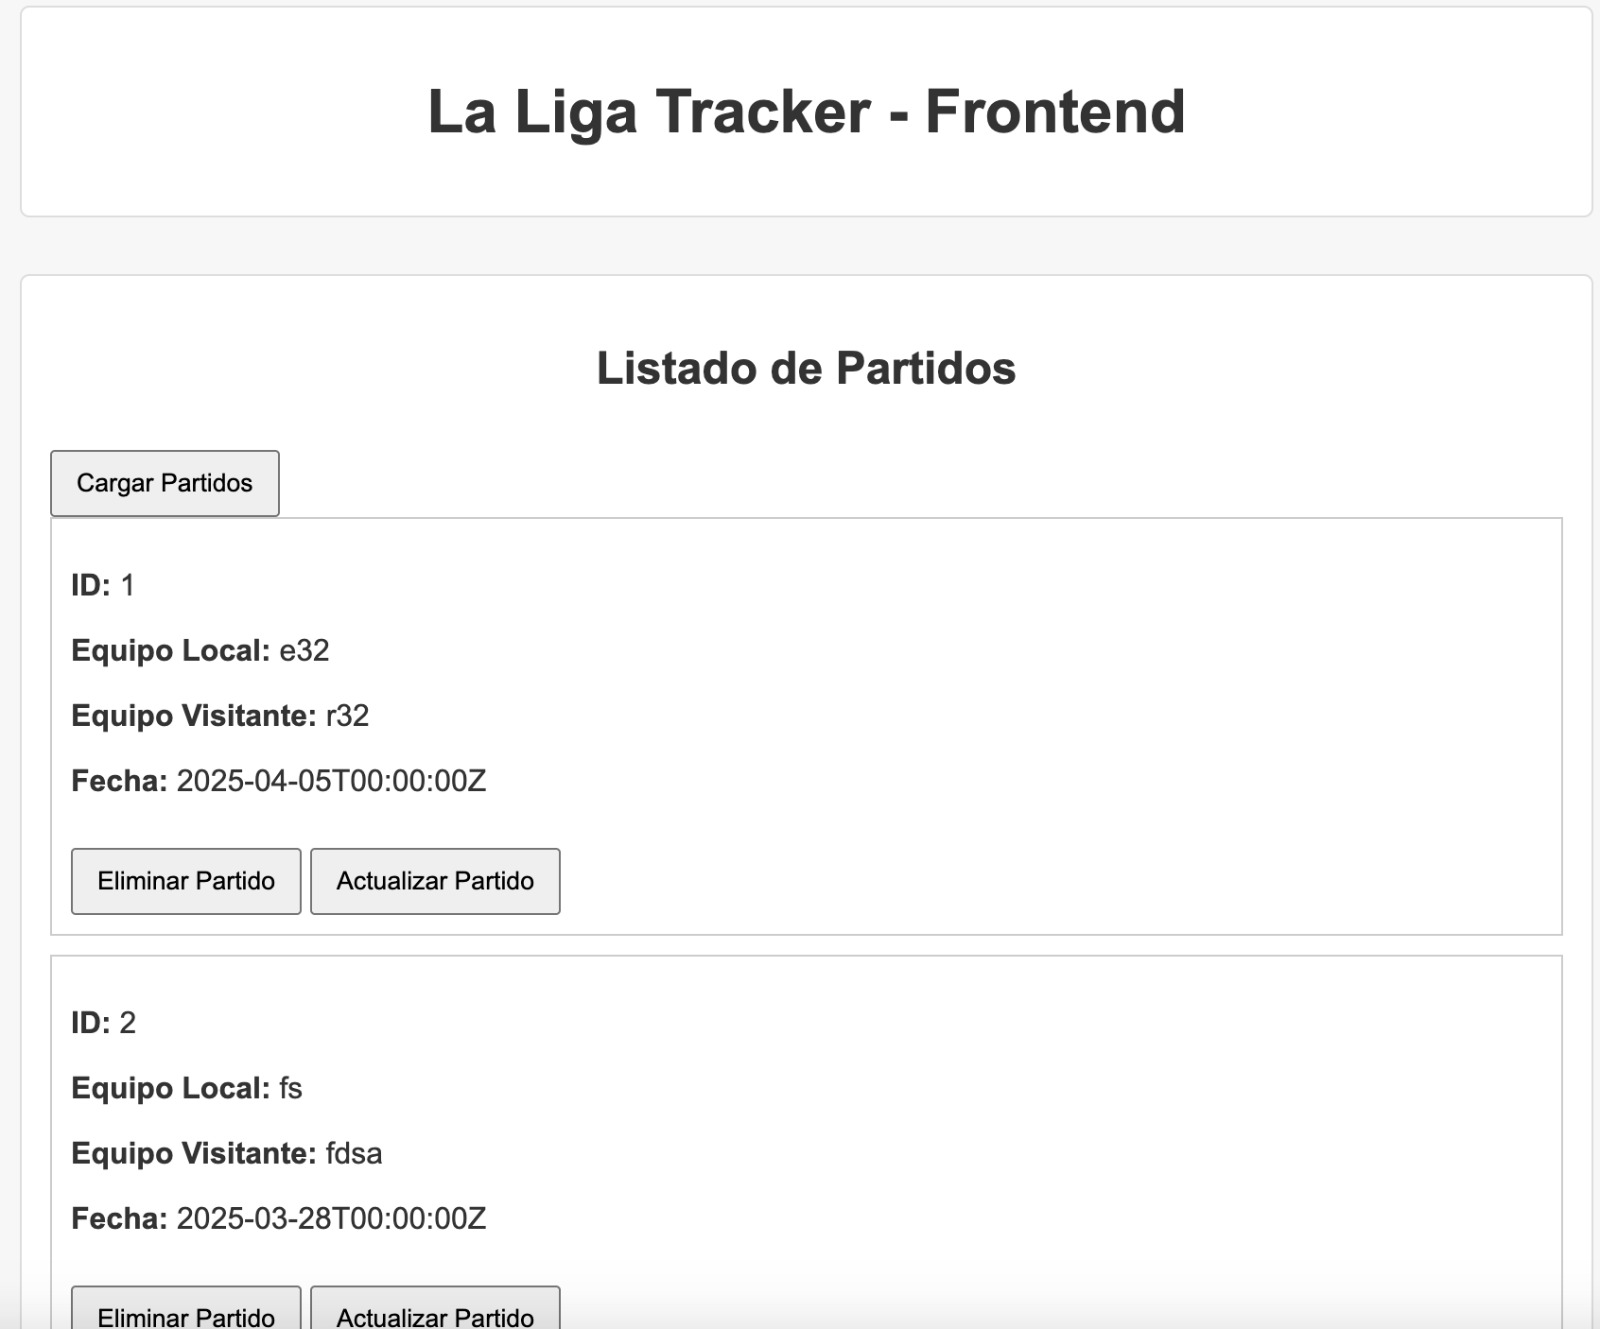 La Liga Tracker - Frontend
Listado de Partidos
Cargar Partidos
ID: 1
Equipo Local: e32
Equipo Visitante: r32
Fecha: 2025-04-05T00:00:00Z
Eliminar Partido Actualizar Partido
ID: 2
Equipo Local: fs
Equipo Visitante: fdsa
Fecha: 2025-03-28T00:00:00Z
Eliminar Partido Actualizar Partido